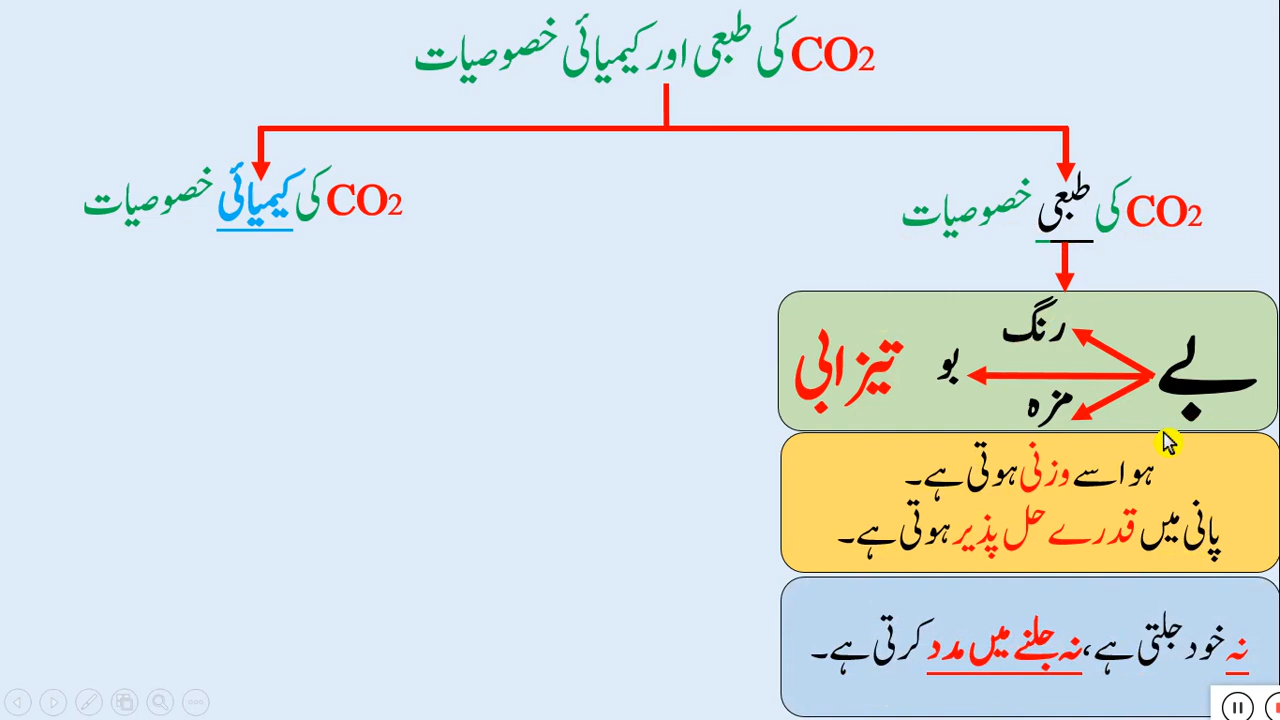 CO2 کی طبعی اور کیمیائی خصوصیات
CO2 کی طبعی خصوصیات
CO2 کی کیمیائی خصوصیات
بے
رنگ
بو
مزہ
تیزابی
ہوا سے وزنی ہوتی ہے۔
پانی میں قدرے حل پذیر ہوتی ہے۔
نہ خود جلتی ہے، نہ جلنے میں مدد کرتی ہے۔